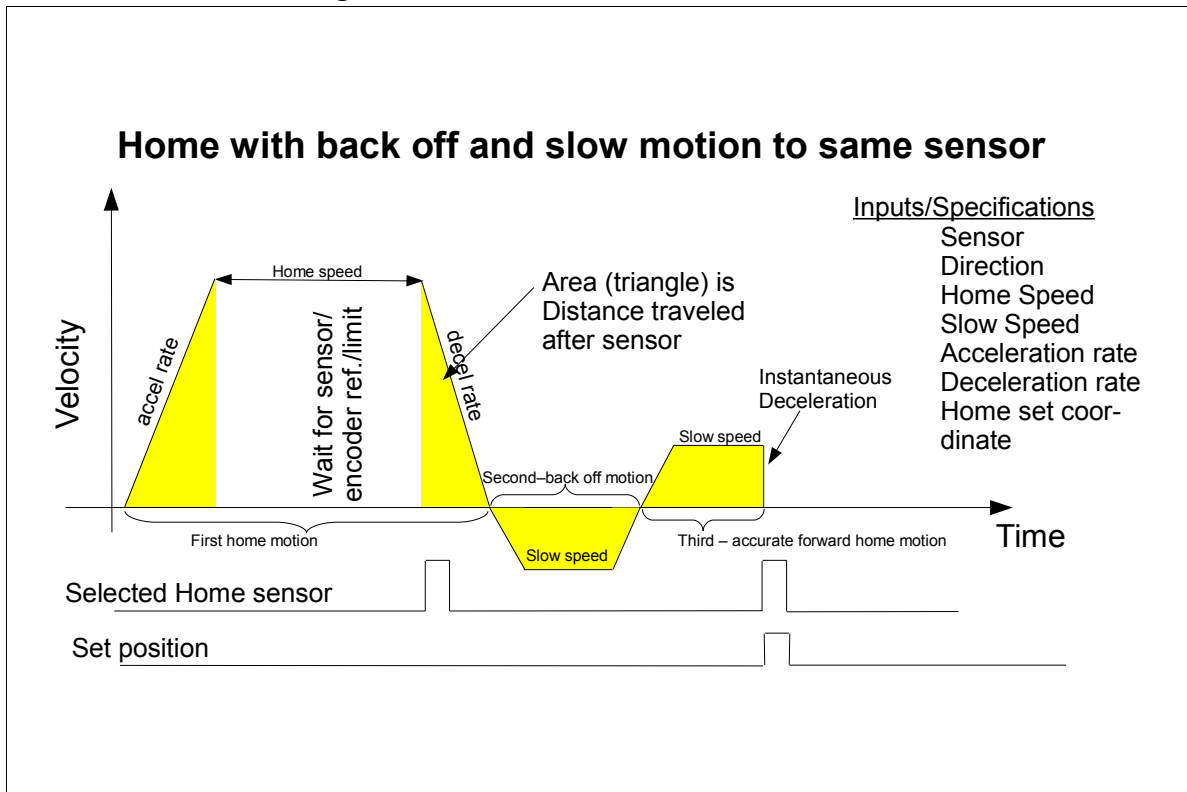 Home with back off and slow motion to same sensor
Inputs/Specifications
Sensor
Direction
Home Speed
Slow Speed
Acceleration rate
Deceleration rate
Home set coor-
dinate
Velocity
accel rate
Home speed
Wait for sensor/
encoder ref./limit
decel rate
Area (triangle) is
Distance traveled
after sensor
Instantaneous
Deceleration
Slow speed
Second–back off motion
First home motion
Slow speed
Third – accurate forward home motion
Time
Selected Home sensor
Set position